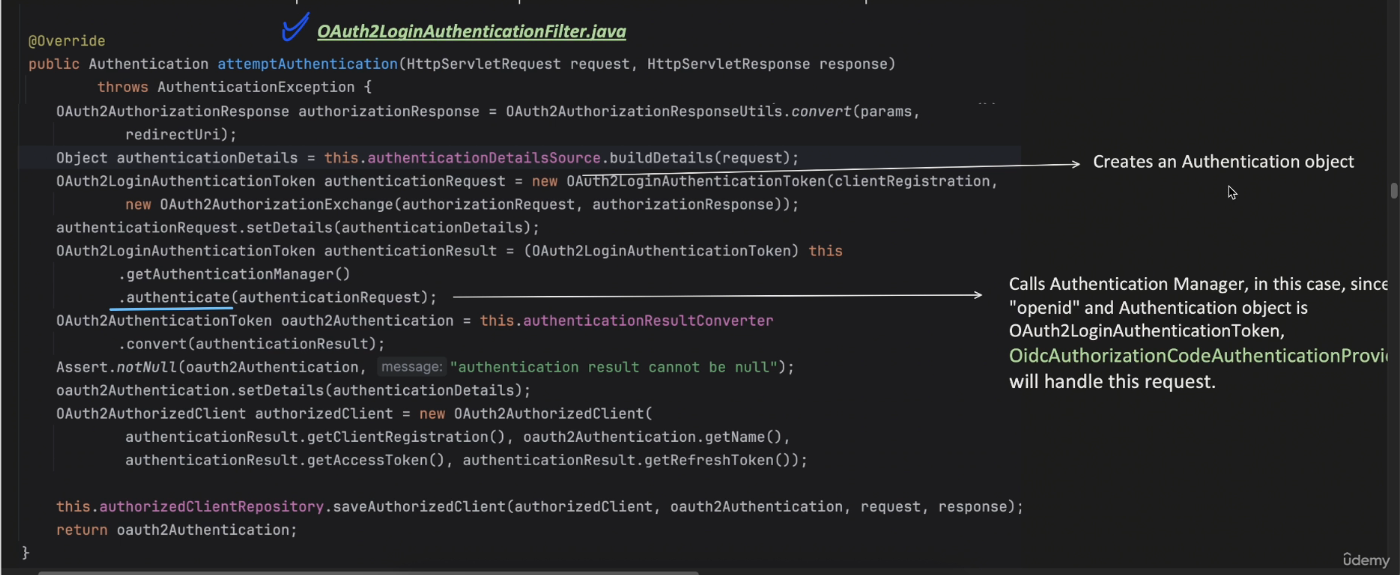 OAuth2LoginAuthenticationFilter.java
@Override
public Authentication attemptAuthentication(HttpServletRequest request, HttpServletResponse response)
throws AuthenticationException {
OAuth2AuthorizationResponse authorizationResponse = OAuth2AuthorizationResponseUtils.convert(params,
redirectUri);
Object authenticationDetails = this.authenticationDetailsSource.buildDetails(request);
Creates an Authentication object
OAuth2LoginAuthenticationToken authenticationRequest = new OAuth2LoginAuthenticationToken(clientRegistration,
new OAuth2AuthorizationExchange(authorizationRequest, authorizationResponse));
authenticationRequest.setDetails(authenticationDetails);
OAuth2LoginAuthenticationToken authenticationResult = (OAuth2LoginAuthenticationToken) this
.getAuthenticationManager()
.authenticate(authenticationRequest);
Calls Authentication Manager, in this case, since
"openid" and Authentication object is
OAuth2LoginAuthenticationToken,
OidcAuthorizationCodeAuthenticationProvi
will handle this request.
OAuth2AuthenticationToken oauth2Authentication = this.authenticationResultConverter
.convert(authenticationResult);
Assert.notNull(oauth2Authentication, message: "authentication result cannot be null");
oauth2Authentication.setDetails(authenticationDetails);
OAuth2AuthorizedClient authorizedClient = new OAuth2AuthorizedClient(
authenticationResult.getClientRegistration(), oauth2Authentication.getName(),
authenticationResult.getAccessToken(), authenticationResult.getRefreshToken());
this.authorizedClientRepository.saveAuthorizedClient(authorizedClient, oauth2Authentication, request, response);
return oauth2Authentication;
}
udemy